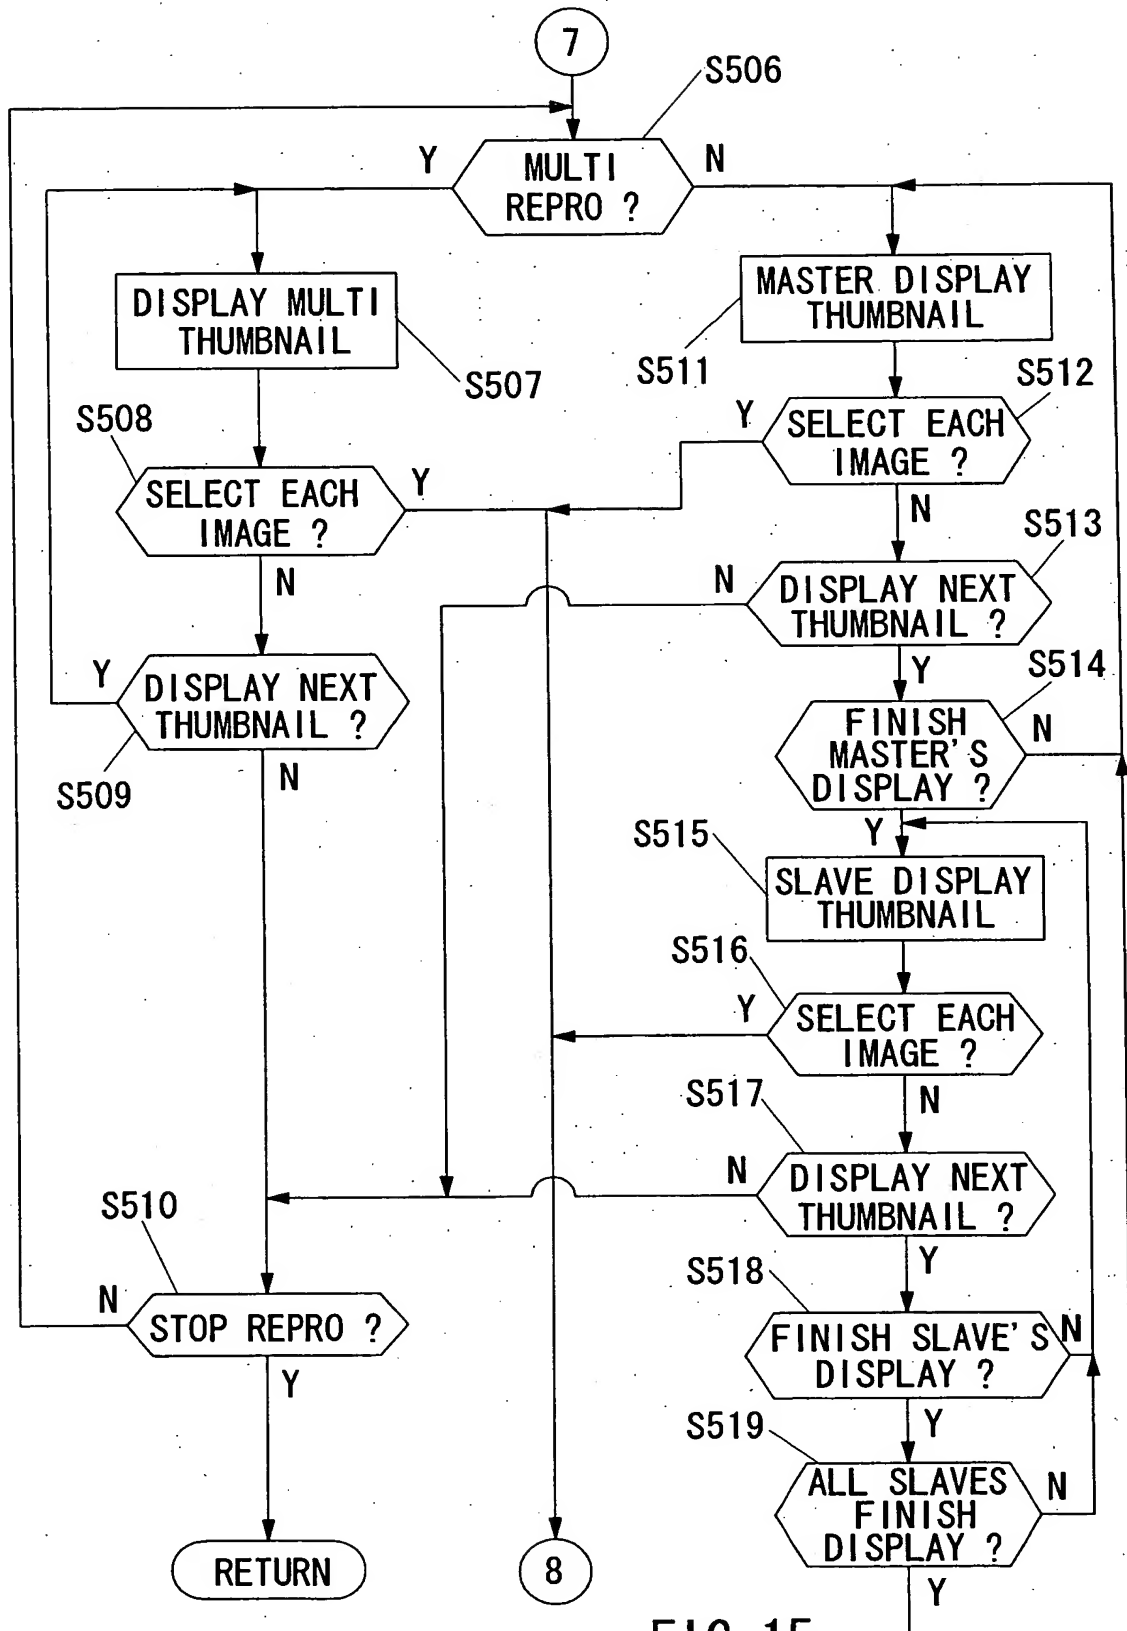 7
S506
Y
MULTI
REPRO ?
N
DISPLAY MULTI
THUMBNAIL
S507
MASTER DISPLAY
THUMBNAIL
S511
S508
SELECT EACH
IMAGE ?
Y
N
S512
Y
SELECT EACH
IMAGE ?
N
S513
N
DISPLAY NEXT
THUMBNAIL ?
Y
Y
DISPLAY NEXT
THUMBNAIL ?
S509
N
S514
FINISH
MASTER'S
DISPLAY ?
N
Y
S515
SLAVE DISPLAY
THUMBNAIL
S516
Y
SELECT EACH
IMAGE ?
N
S517
N
DISPLAY NEXT
THUMBNAIL ?
Y
S510
N
STOP REPRO ?
Y
S518
FINISH SLAVE'S
DISPLAY ?
N
Y
S519
ALL SLAVES
FINISH
DISPLAY ?
N
Y
RETURN
8
FIG.15